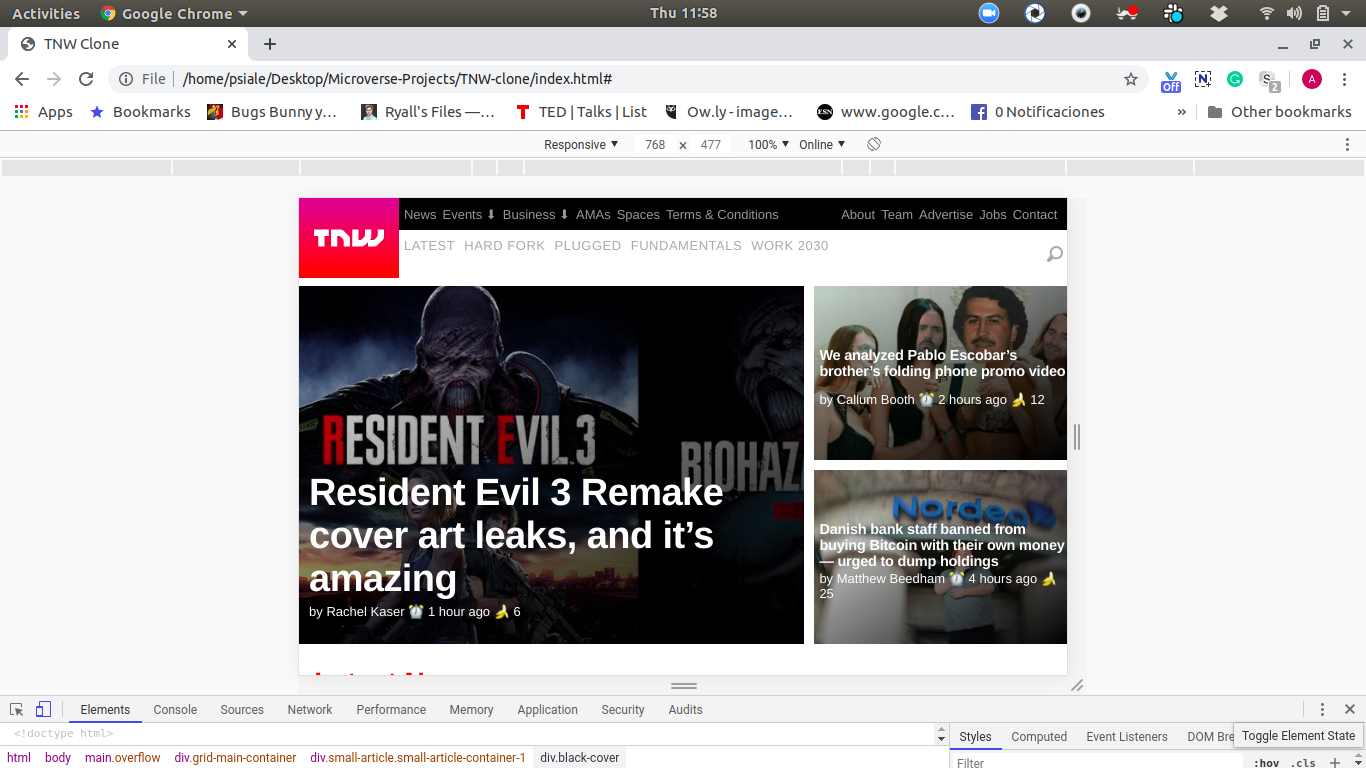 Activities Google Chrome Thu 11:58
TNW Clone
File /home/psiale/Desktop/Microverse-Projects/TNW-clone/index.html#
Off 2 A
Apps Bookmarks Bugs Bunny y… Ryall's Files —… TED | Talks | List Ow.ly - image… ESN www.google.c… 0 Notificaciones » Other bookmarks
Responsive 768 × 477 100% Online
TNW
News Events ⬇ Business ⬇ AMAs Spaces Terms & Conditions About Team Advertise Jobs Contact
LATEST HARD FORK PLUGGED FUNDAMENTALS WORK 2030
RESIDENT EVIL 3
BIOHAZA
Resident Evil 3 Remake
cover art leaks, and it's
amazing
by Rachel Kaser ⏰ 1 hour ago 🍌 6
We analyzed Pablo Escobar's
brother's folding phone promo video
by Callum Booth ⏰ 2 hours ago 🍌 12
Nordea
Danish bank staff banned from
buying Bitcoin with their own money
— urged to dump holdings
by Matthew Beedham ⏰ 4 hours ago 🍌
25
Elements Console Sources Network Performance Memory Application Security Audits
<!doctype html>
Styles Computed Event Listeners DOM Bre Toggle Element State
html body main.overflow div.grid-main-container div.small-article.small-article-container-1 div.black-cover
Filter :hov .cls +